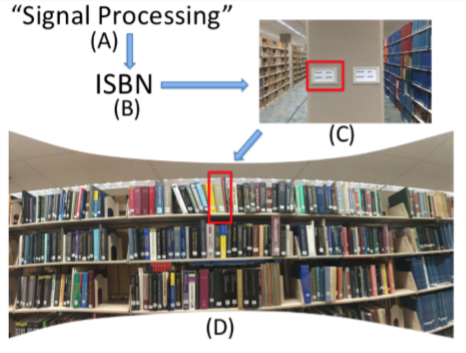 “Signal Processing”
(A)
ISBN
(B)
(C)
(D)